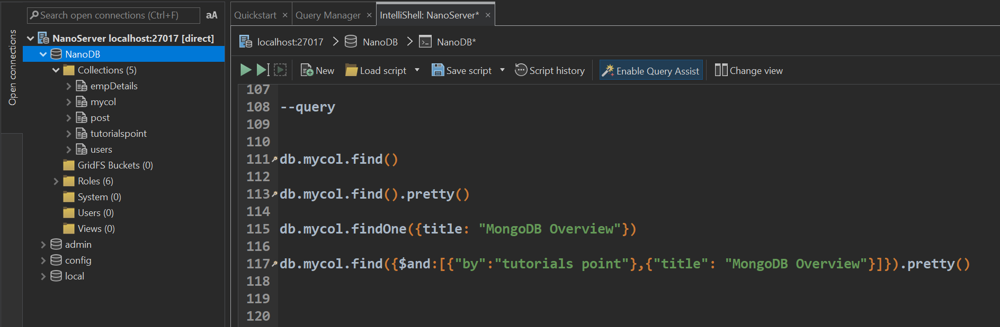 Open connections
Search open connections (Ctrl+F) aA
NanoServer localhost:27017 [direct]
NanoDB
Collections (5)
empDetails
mycol
post
tutorialspoint
users
GridFS Buckets (0)
Roles (6)
System (0)
Users (0)
Views (0)
admin
config
local
Quickstart × Query Manager × IntelliShell: NanoServer* ×
localhost:27017 > NanoDB > NanoDB*
New Load script Save script Script history Enable Query Assist Change view
107
108 --query
109
110
111 db.mycol.find()
112
113 db.mycol.find().pretty()
114
115 db.mycol.findOne({title: "MongoDB Overview"})
116
117 db.mycol.find({$and:[{"by":"tutorials point"},{"title": "MongoDB Overview"}]}).pretty()
118
119
120